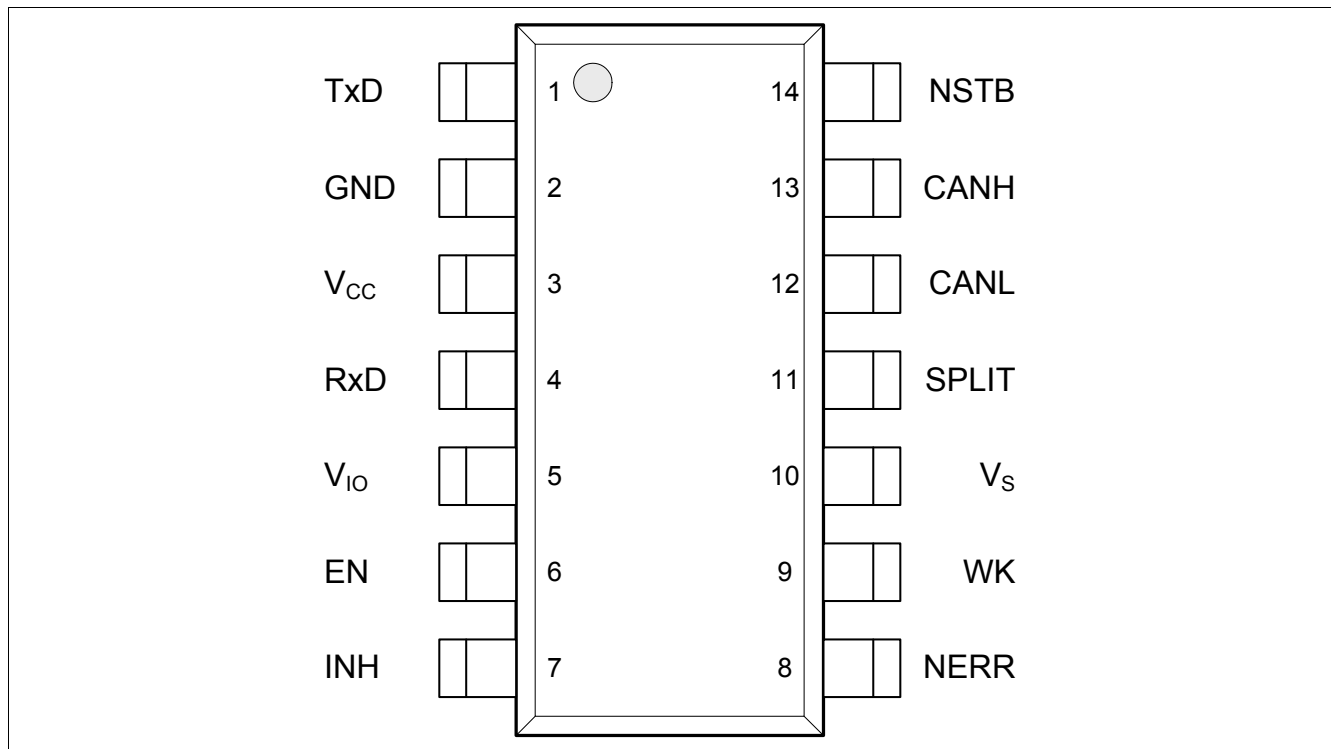 TxD 1 14 NSTB
GND 2 13 CANH
VCC 3 12 CANL
RxD 4 11 SPLIT
VIO 5 10 VS
EN 6 9 WK
INH 7 8 NERR